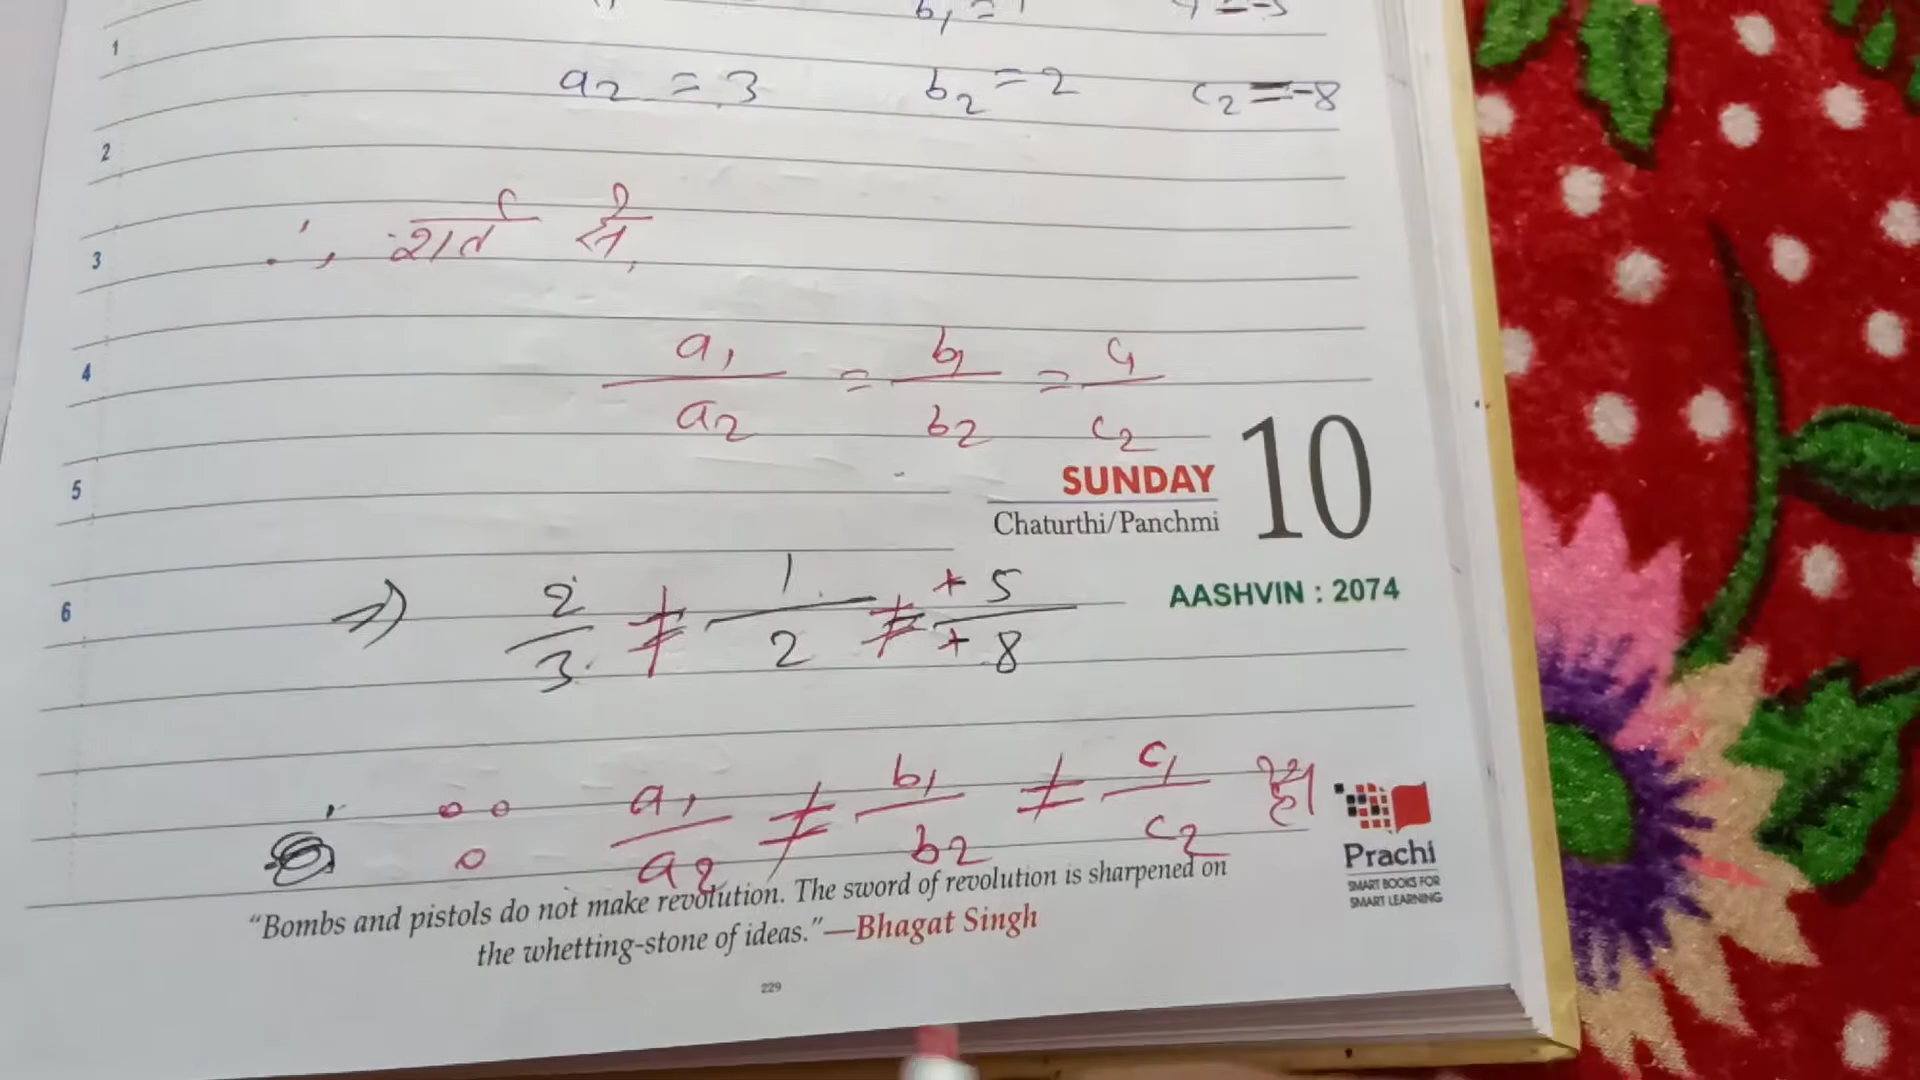 b₁ = 1
1
a₂ = 3 b₂ = 2 c₂ = -8
2
∴, शर्त से,
3
a₁/a₂ = b₁/b₂ = c₁/c₂
4
SUNDAY 10
5
Chaturthi/Panchmi
AASHVIN : 2074
6
⇒) 2/3 ≠ 1/2 ≠ +5/+8
∴ a₁/a₂ ≠ b₁/b₂ ≠ c₁/c₂ है।
Prachi
SMART BOOKS FOR
SMART LEARNING
“Bombs and pistols do not make revolution. The sword of revolution is sharpened on
the whetting-stone of ideas.”—Bhagat Singh
229